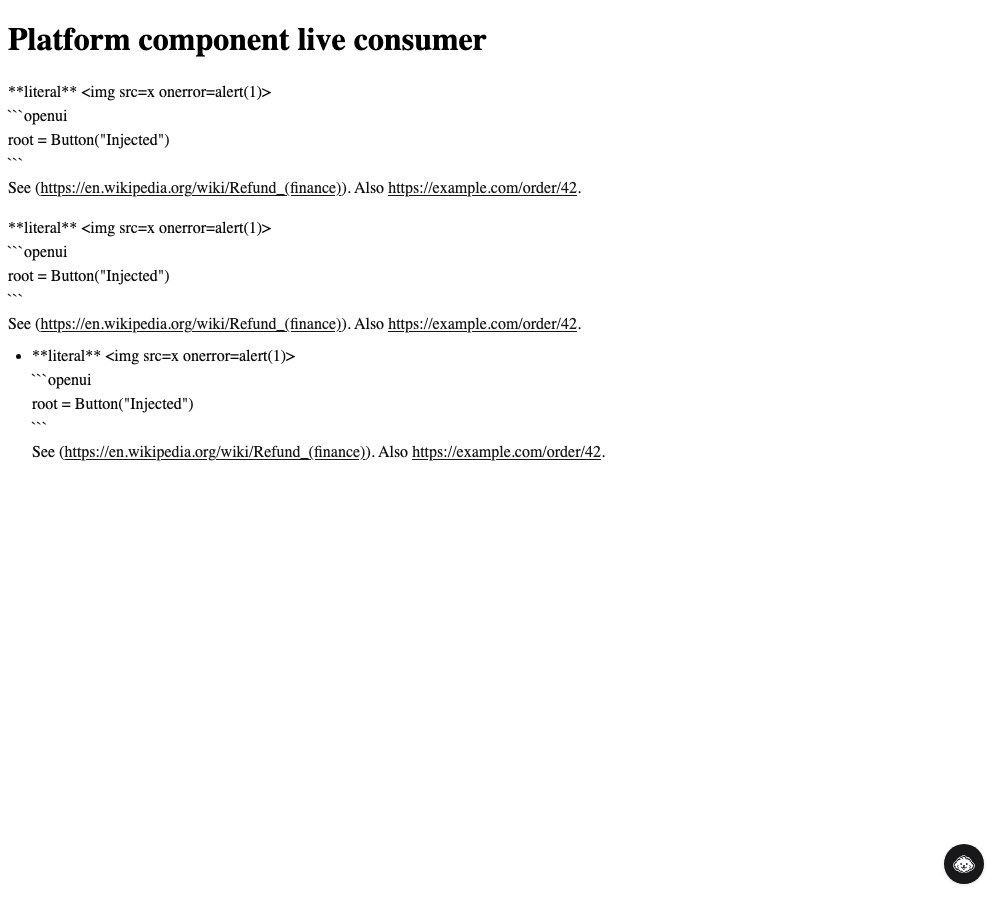 Platform component live consumer
**literal** <img src=x onerror=alert(1)>
```openui
root = Button("Injected")
```
See (https://en.wikipedia.org/wiki/Refund_(finance)). Also https://example.com/order/42.
**literal** <img src=x onerror=alert(1)>
```openui
root = Button("Injected")
```
See (https://en.wikipedia.org/wiki/Refund_(finance)). Also https://example.com/order/42.
• **literal** <img src=x onerror=alert(1)>
```openui
root = Button("Injected")
```
See (https://en.wikipedia.org/wiki/Refund_(finance)). Also https://example.com/order/42.